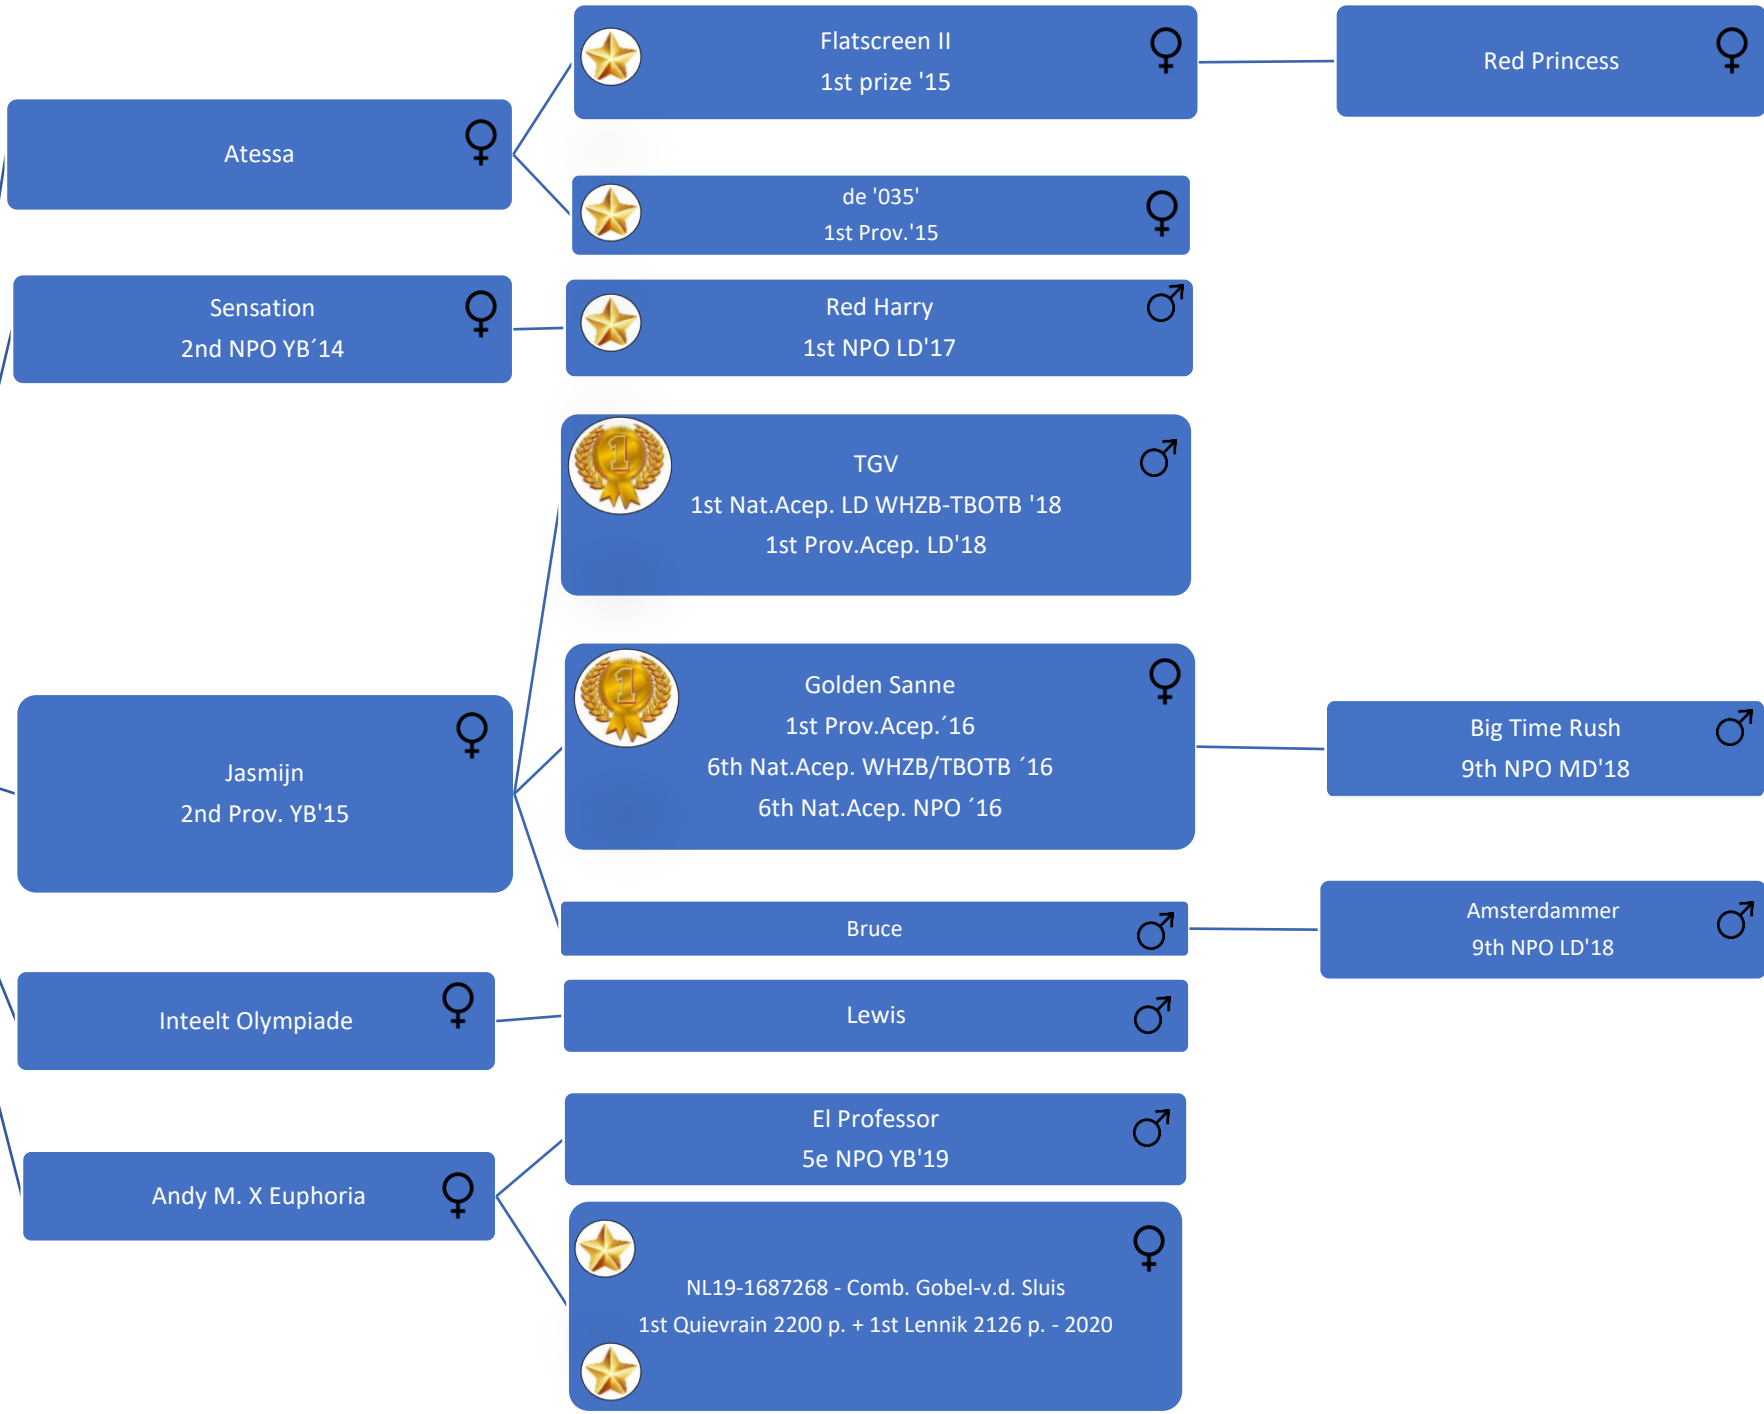 Flatscreen II
1st prize '15
Red Princess
Atessa
de '035'
1st Prov.'15
Sensation
2nd NPO YB´14
Red Harry
1st NPO LD'17
1
TGV
1st Nat.Acep. LD WHZB-TBOTB '18
1st Prov.Acep. LD'18
1
Golden Sanne
1st Prov.Acep.´16
6th Nat.Acep. WHZB/TBOTB ´16
6th Nat.Acep. NPO ´16
Big Time Rush
9th NPO MD'18
Jasmijn
2nd Prov. YB'15
Bruce
Amsterdammer
9th NPO LD'18
Inteelt Olympiade
Lewis
El Professor
5e NPO YB'19
Andy M. X Euphoria
NL19-1687268 - Comb. Gobel-v.d. Sluis
1st Quievrain 2200 p. + 1st Lennik 2126 p. - 2020